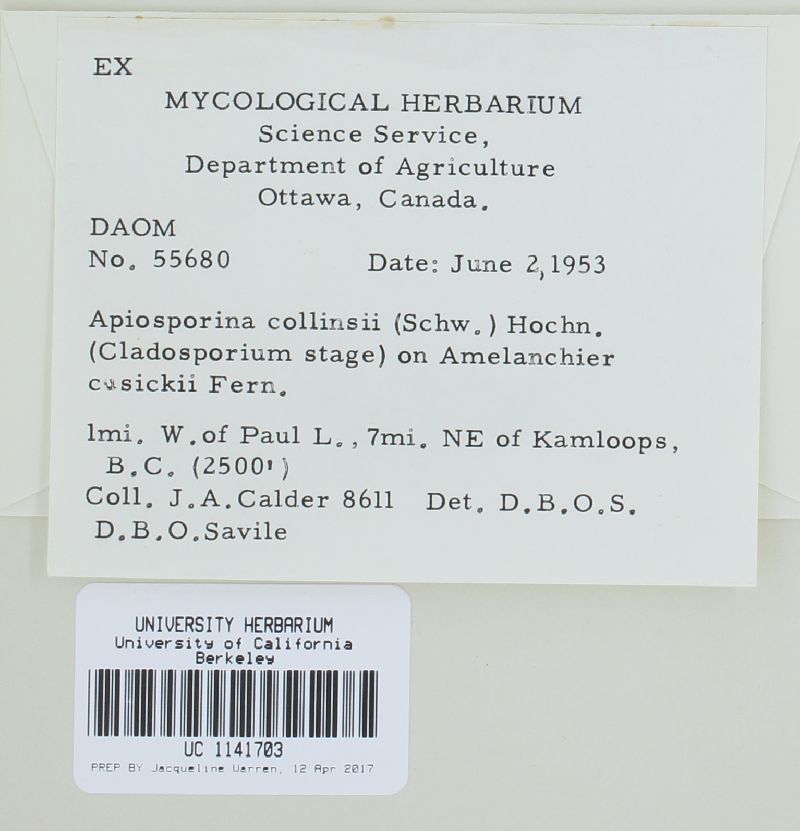 EX
MYCOLOGICAL HERBARIUM
Science Service,
Department of Agriculture
Ottawa, Canada.
DAOM
No. 55680 Date: June 2,1953
Apiosporina collinsii (Schw.) Hochn.
(Cladosporium stage) on Amelanchier
cusickii Fern.
1mi. W.of Paul L., 7mi. NE of Kamloops,
B.C. (2500')
Coll. J.A.Calder 8611 Det. D.B.O.S.
D.B.O.Savile
UNIVERSITY HERBARIUM
University of California
Berkeley
UC 1141703
PREP BY Jacqueline Warren, 12 Apr 2017